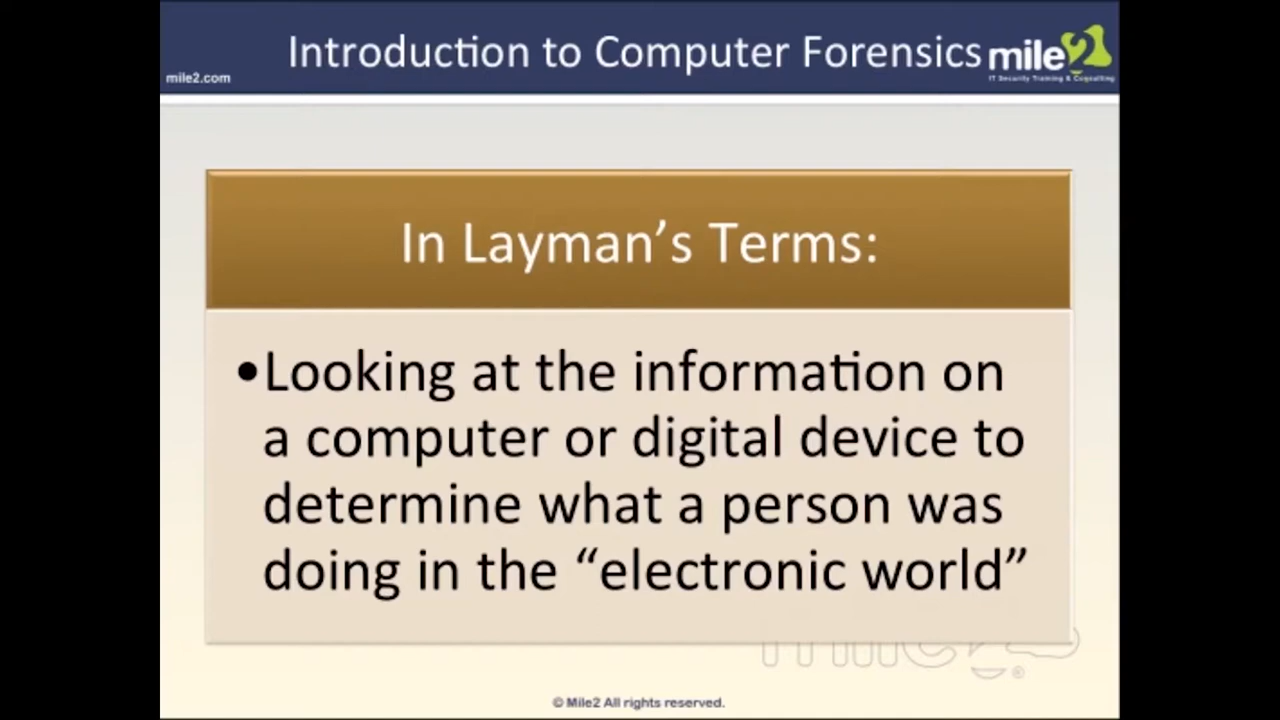 Introduction to Computer Forensics
mile2
IT Security Training & Consulting
mile2.com
In Layman’s Terms:
•Looking at the information on
a computer or digital device to
determine what a person was
doing in the “electronic world”
mile2
®
© Mile2 All rights reserved.